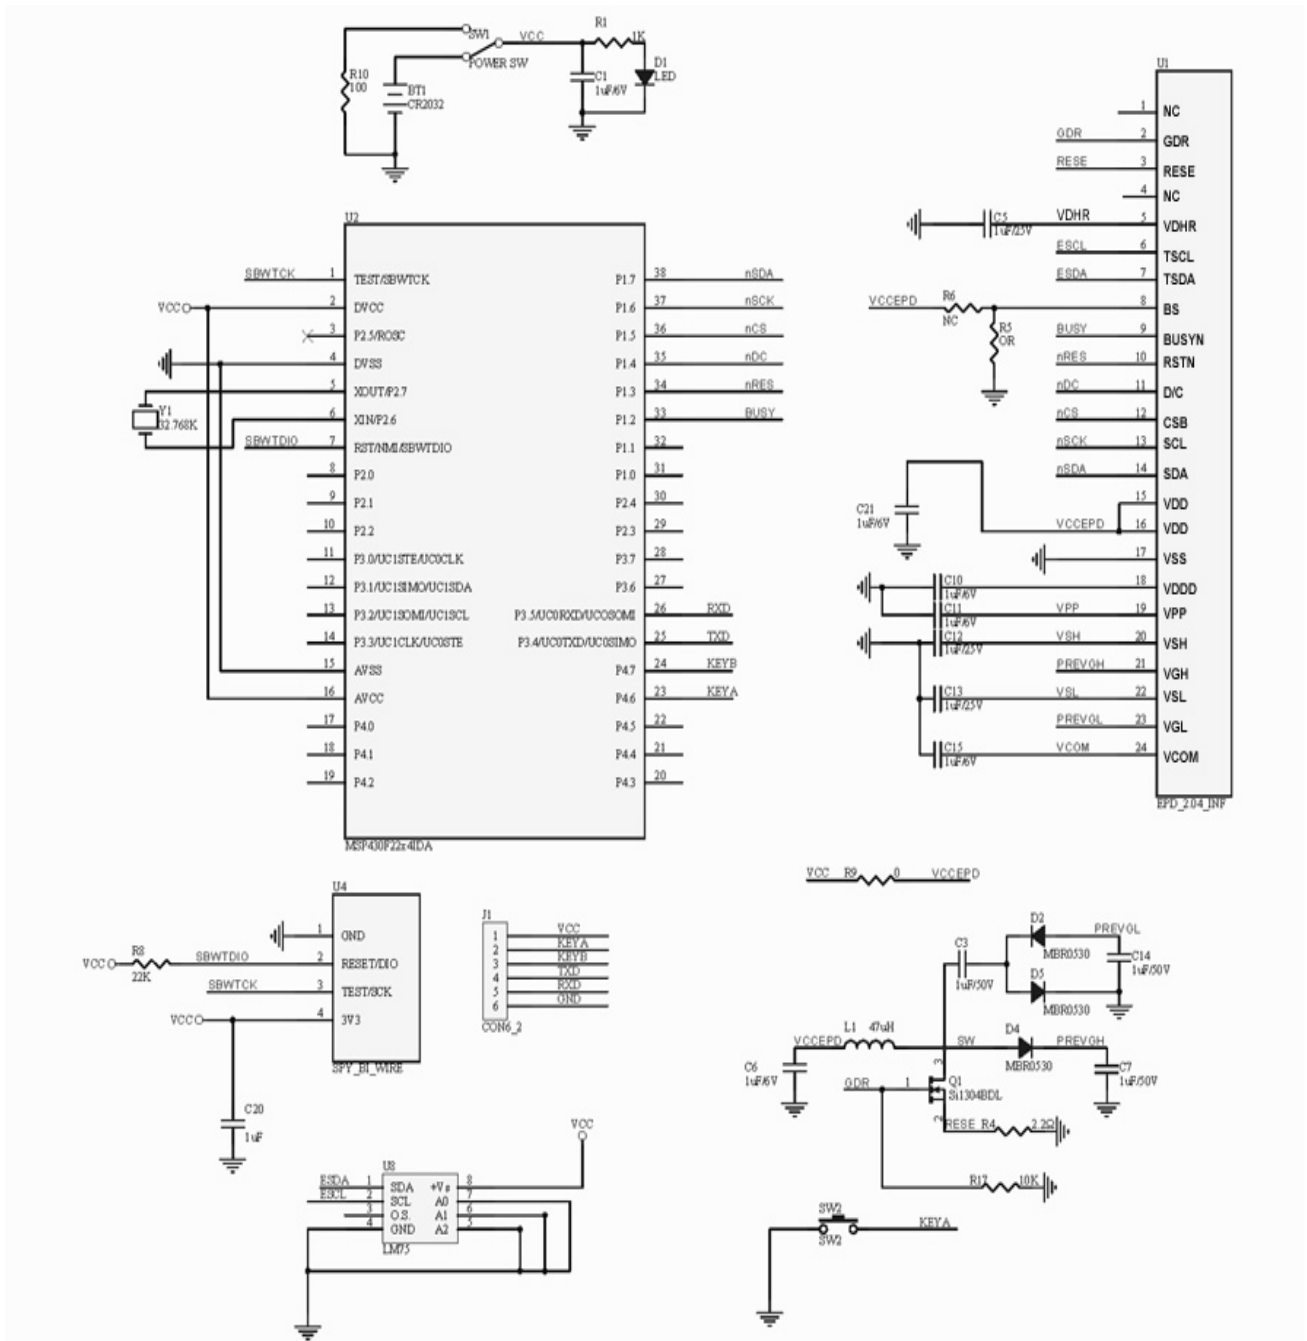 R1
1K
SW1
VCC
POWER SW
R10
100
BT1
CR2032
C1
1uF/6V
D1
LED
U1
1 NC
GDR 2 GDR
RESE 3 RESE
4 NC
C5
1uF/25V
VDHR 5 VDHR
ESCL 6 TSCL
ESDA 7 TSDA
VCCEPD R6 8 BS
NC
R5
OR
BUSY 9 BUSYN
nRES 10 RSTN
nDC 11 D/C
nCS 12 CSB
nSCK 13 SCL
nSDA 14 SDA
15 VDD
C21
1uF/6V
VCCEPD 16 VDD
17 VSS
C10 18 VDDD
1uF/6V
C11 VPP 19 VPP
1uF/6V
C12 VSH 20 VSH
1uF/25V
PREVGH 21 VGH
C13 VSL 22 VSL
1uF/25V
PREVGL 23 VGL
C15 VCOM 24 VCOM
1uF/6V
EPD_2.04_INF
U2
SBWTCK 1 TEST/SBWTCK P1.7 38 nSDA
VCC 2 DVCC P1.6 37 nSCK
3 P2.5/ROSC P1.5 36 nCS
4 DVSS P1.4 35 nDC
5 XOUT/P2.7 P1.3 34 nRES
Y1
32.768K
6 XIN/P2.6 P1.2 33 BUSY
SBWTDIO 7 RST/NMI/SBWTDIO P1.1 32
8 P2.0 P1.0 31
9 P2.1 P2.4 30
10 P2.2 P2.3 29
11 P3.0/UC1STE/UC0CLK P3.7 28
12 P3.1/UC1SIMO/UC1SDA P3.6 27
13 P3.2/UC1SOMI/UC1SCL P3.5/UC0RXD/UCOSOMI 26 RXD
14 P3.3/UC1CLK/UC0STE P3.4/UC0TXD/UC0SIMO 25 TXD
15 AVSS P4.7 24 KEYB
16 AVCC P4.6 23 KEYA
17 P4.0 P4.5 22
18 P4.1 P4.4 21
19 P4.2 P4.3 20
MSP430F22x4IDA
U4
1 GND
VCC R8 SBWTDIO 2 RESET/DIO
22K
SBWTCK 3 TEST/SCK
VCC 4 3V3
SPY_BI_WIRE
C20
1uF
J1
1 VCC
2 KEYA
3 KEYB
4 TXD
5 RXD
6 GND
CON6_2
VCC R9 0 VCCEPD
D2
MBR0530
PREVGL
C3
1uF/50V
C14
1uF/50V
D5
MBR0530
VCCEPD L1 47uH
SW
D4
MBR0530
PREVGH
C6
1uF/6V
C7
1uF/50V
GDR 1
3
2
Q1
Si1304BDL
RESE R4 2.2Ω
R17 10K
SW2
KEYA
SW2
VCC
U8
ESDA 1 SDA +Vs 8
ESCL 2 SCL A0 7
3 O.S. A1 6
4 GND A2 5
LM75